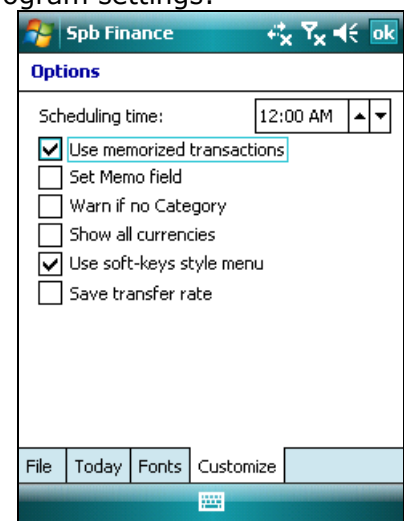 ogram settings.
Spb Finance ok
Options
Scheduling time: 12:00 AM
Use memorized transactions
Set Memo field
Warn if no Category
Show all currencies
Use soft-keys style menu
Save transfer rate
File Today Fonts Customize